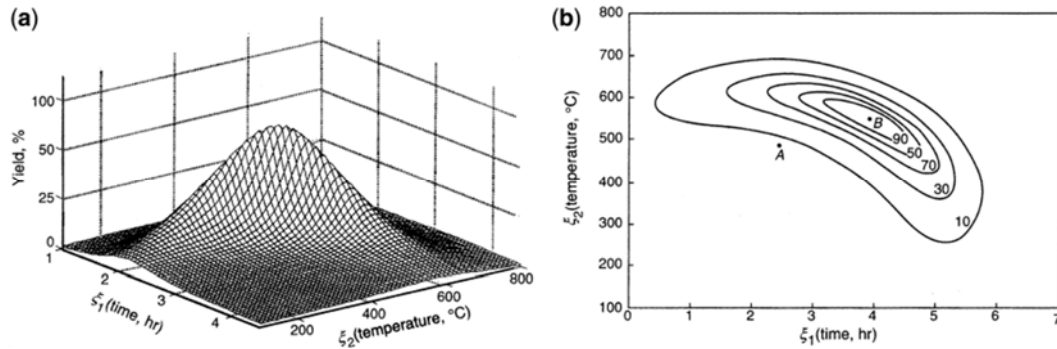 (a)
Yield, %
100
50
25
0
1
2
3
4
ξ₁(time, hr)
200
400
600
800
ξ₂(temperature, °C)
(b)
ξ₂(temperature, °C)
800
700
600
500
400
300
200
100
A
B
90
50
70
30
10
0 1 2 3 4 5 6 7
ξ₁(time, hr)